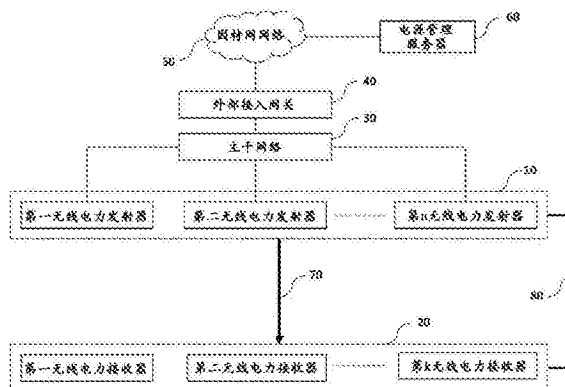 60
因特网网络
电源管理
服务器
50
40
外部接入网关
30
主干网络
10
第一无线电力发射器
第二无线电力发射器
第n无线电力发射器
70
80
20
第一无线电力接收器
第二无线电力接收器
第k无线电力接收器